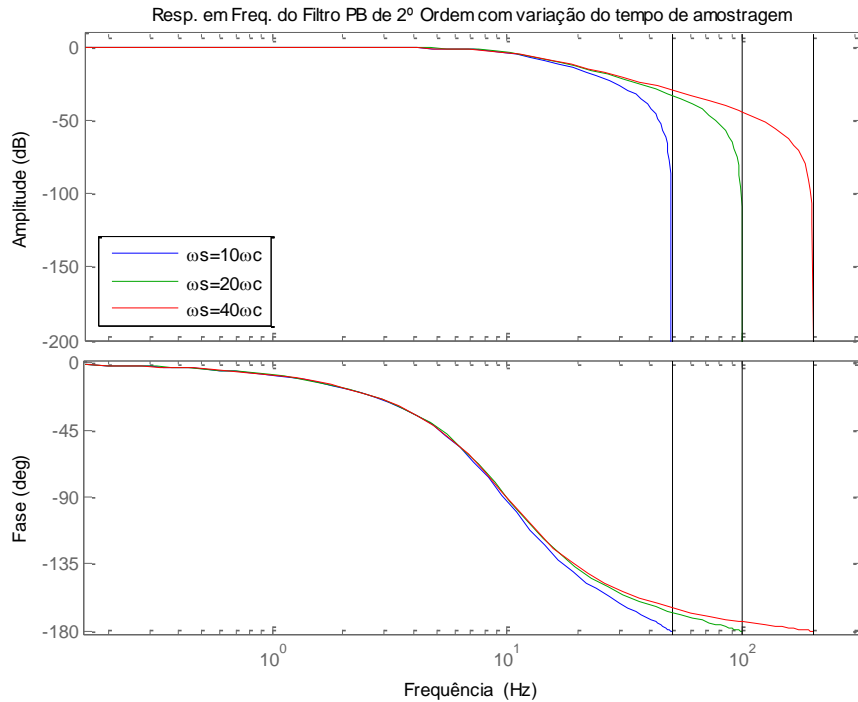 Resp. em Freq. do Filtro PB de 2º Ordem com variação do tempo de amostragem
Amplitude (dB)
0
-50
-100
-150
-200
ωs=10ωc
ωs=20ωc
ωs=40ωc
Fase (deg)
0
-45
-90
-135
-180
10^0
10^1
10^2
Frequência (Hz)